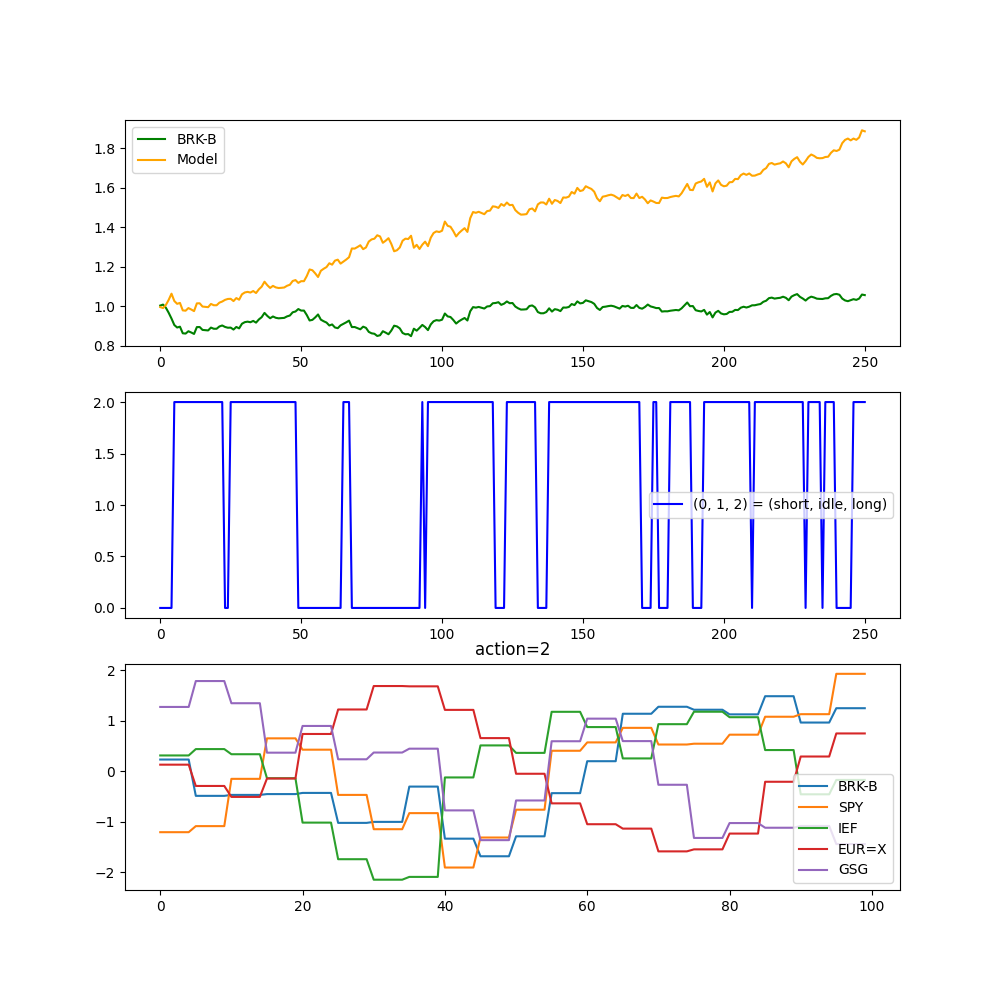 BRK-B
Model
1.8
1.6
1.4
1.2
1.0
0.8
0 50 100 150 200 250
2.0
1.5
1.0
0.5
0.0
(0, 1, 2) = (short, idle, long)
0 50 100 150 200 250
action=2
2
1
0
−1
−2
BRK-B
SPY
IEF
EUR=X
GSG
0 20 40 60 80 100